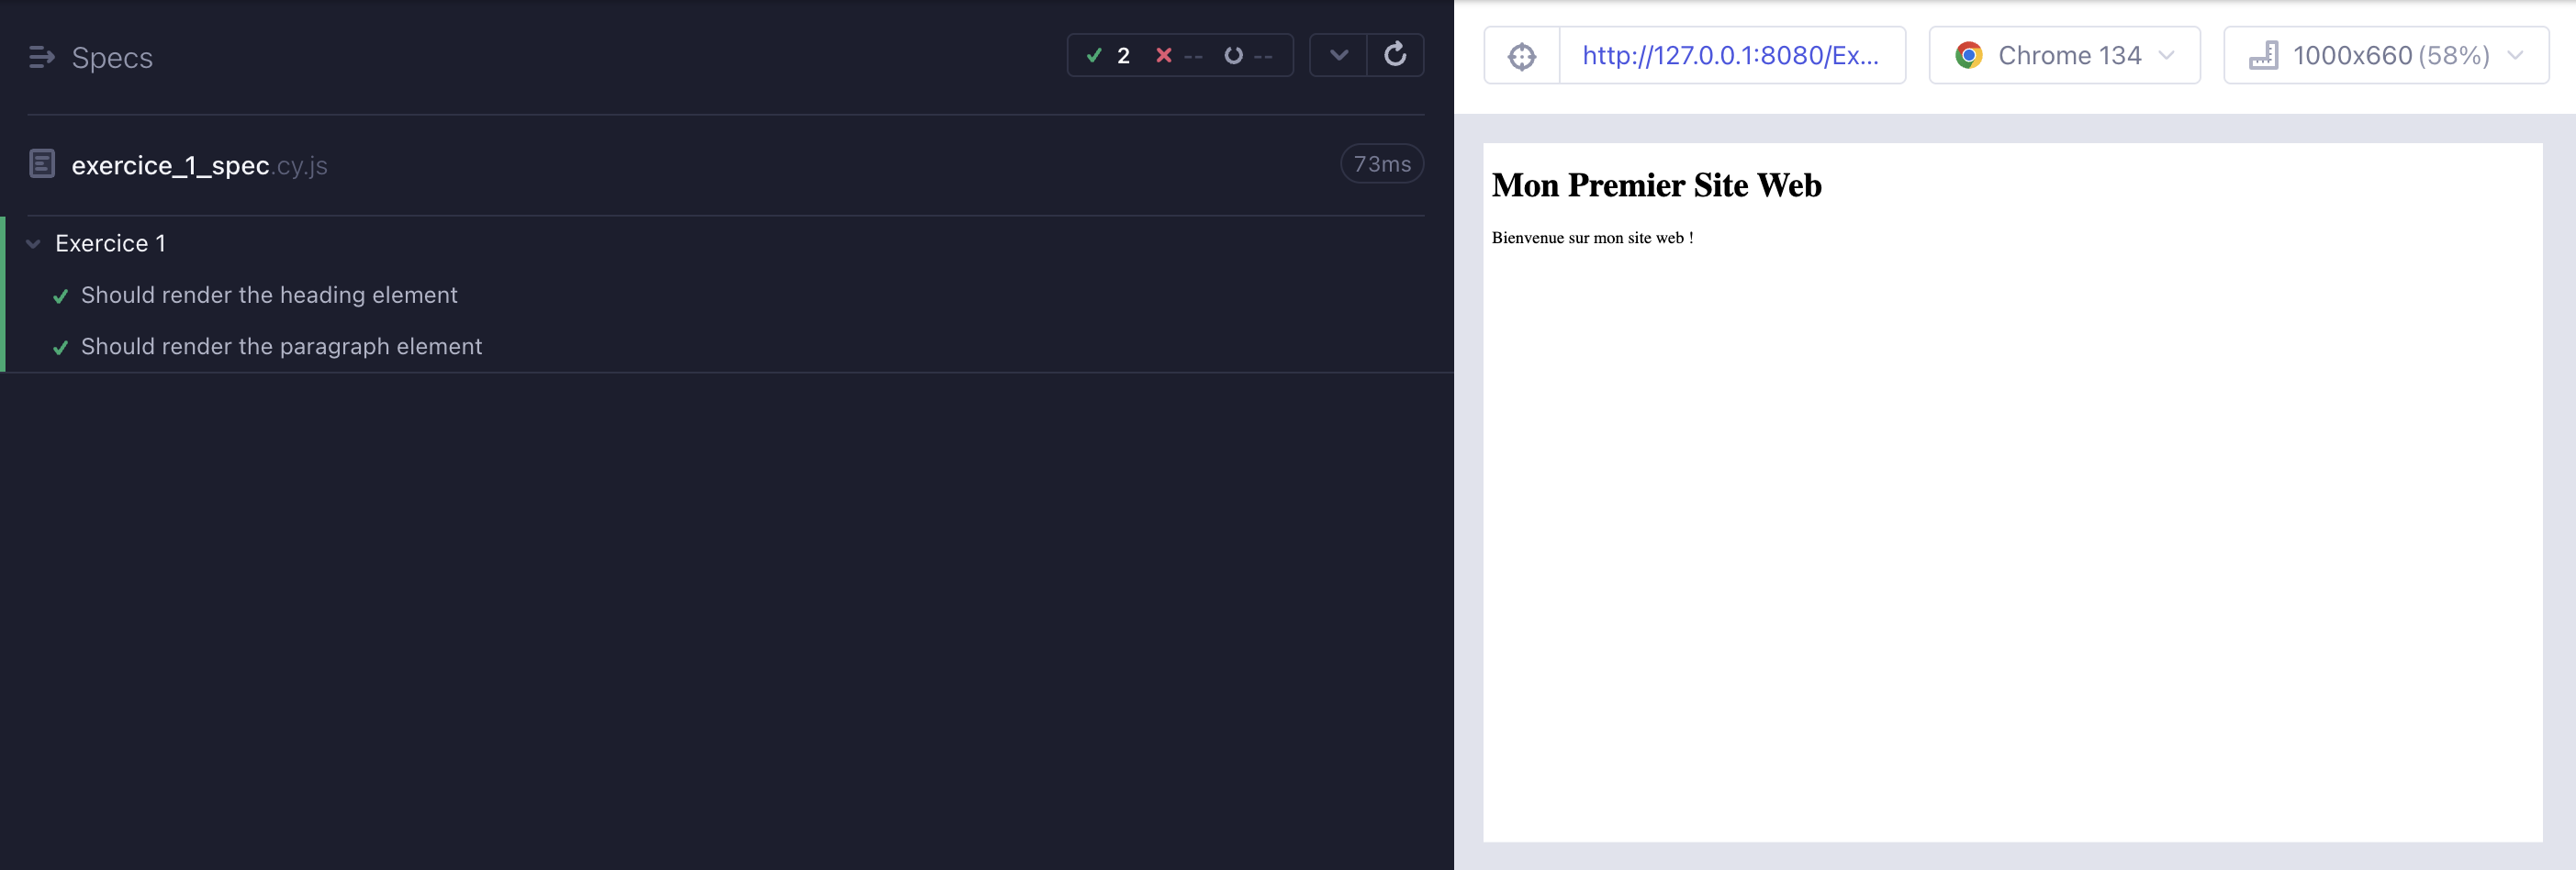 Specs
2 -- --
exercice_1_spec.cy.js
73ms
Exercice 1
Should render the heading element
Should render the paragraph element
http://127.0.0.1:8080/Ex...
Chrome 134
1000x660 (58%)
Mon Premier Site Web
Bienvenue sur mon site web !